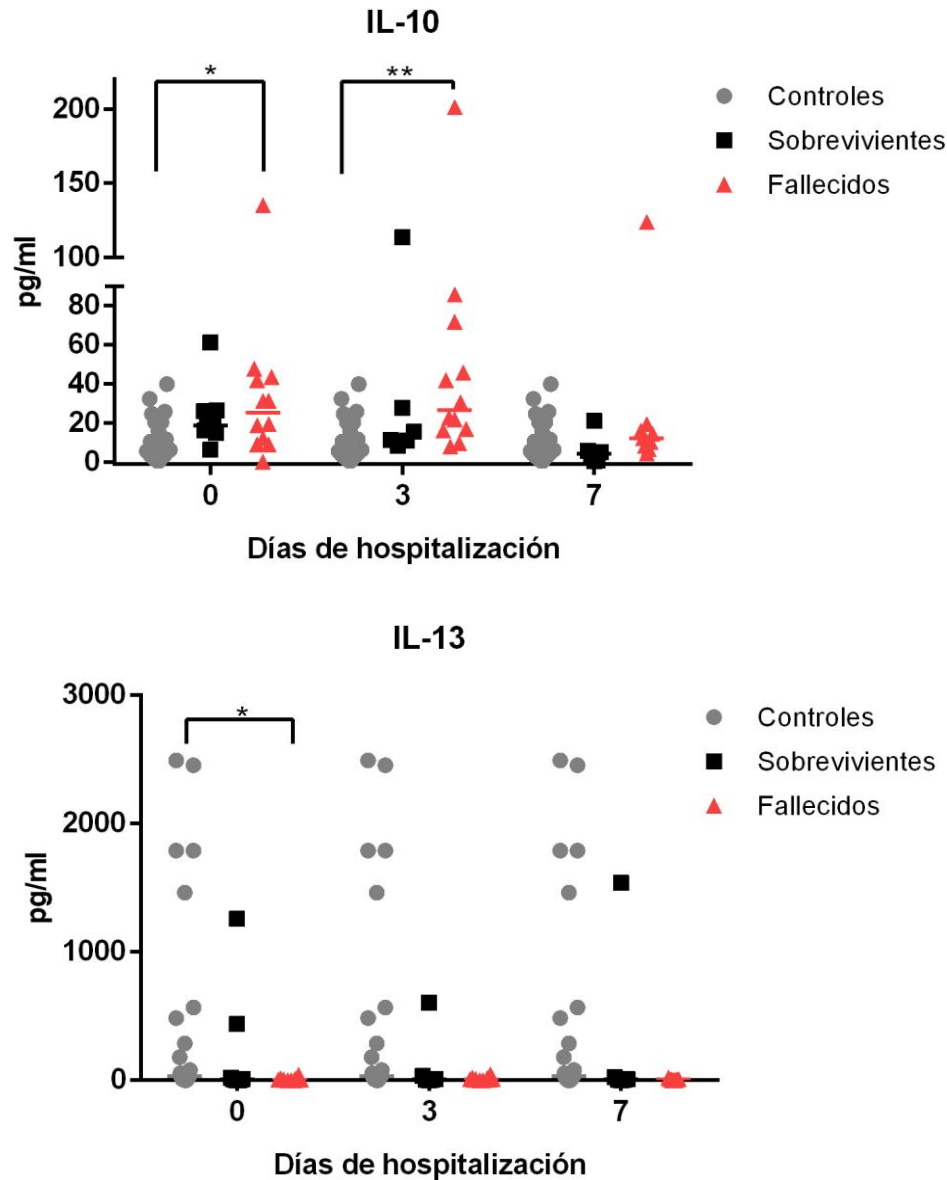 IL-10
*
**
200
150
100
80
60
40
20
0
pg/ml
Controles
Sobrevivientes
Fallecidos
0 3 7
Días de hospitalización
IL-13
*
3000
2000
1000
0
pg/ml
Controles
Sobrevivientes
Fallecidos
0 3 7
Días de hospitalización